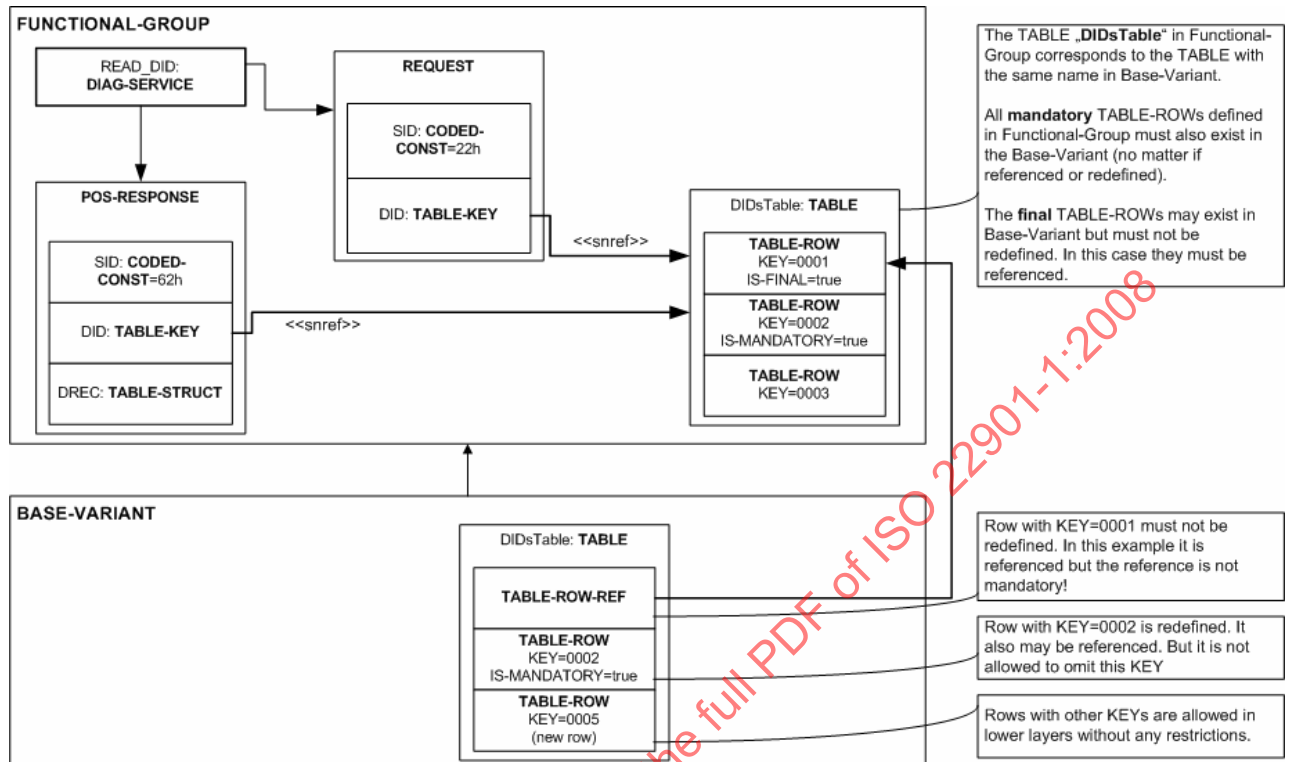 FUNCTIONAL-GROUP
READ_DID:
DIAG-SERVICE
REQUEST
SID: CODED-
CONST=22h
DID: TABLE-KEY
POS-RESPONSE
SID: CODED-
CONST=62h
DID: TABLE-KEY
DREC: TABLE-STRUCT
<<snref>>
<<snref>>
DIDsTable: TABLE
TABLE-ROW
KEY=0001
IS-FINAL=true
TABLE-ROW
KEY=0002
IS-MANDATORY=true
TABLE-ROW
KEY=0003
The TABLE „DIDsTable“ in Functional-
Group corresponds to the TABLE with
the same name in Base-Variant.
All mandatory TABLE-ROWs defined
in Functional-Group must also exist in
the Base-Variant (no matter if
referenced or redefined).
The final TABLE-ROWs may exist in
Base-Variant but must not be
redefined. In this case they must be
referenced.
BASE-VARIANT
DIDsTable: TABLE
TABLE-ROW-REF
TABLE-ROW
KEY=0002
IS-MANDATORY=true
TABLE-ROW
KEY=0005
(new row)
Row with KEY=0001 must not be
redefined. In this example it is
referenced but the reference is not
mandatory!
Row with KEY=0002 is redefined. It
also may be referenced. But it is not
allowed to omit this KEY
Rows with other KEYs are allowed in
lower layers without any restrictions.
he full PDF of ISO 22901-1:2008